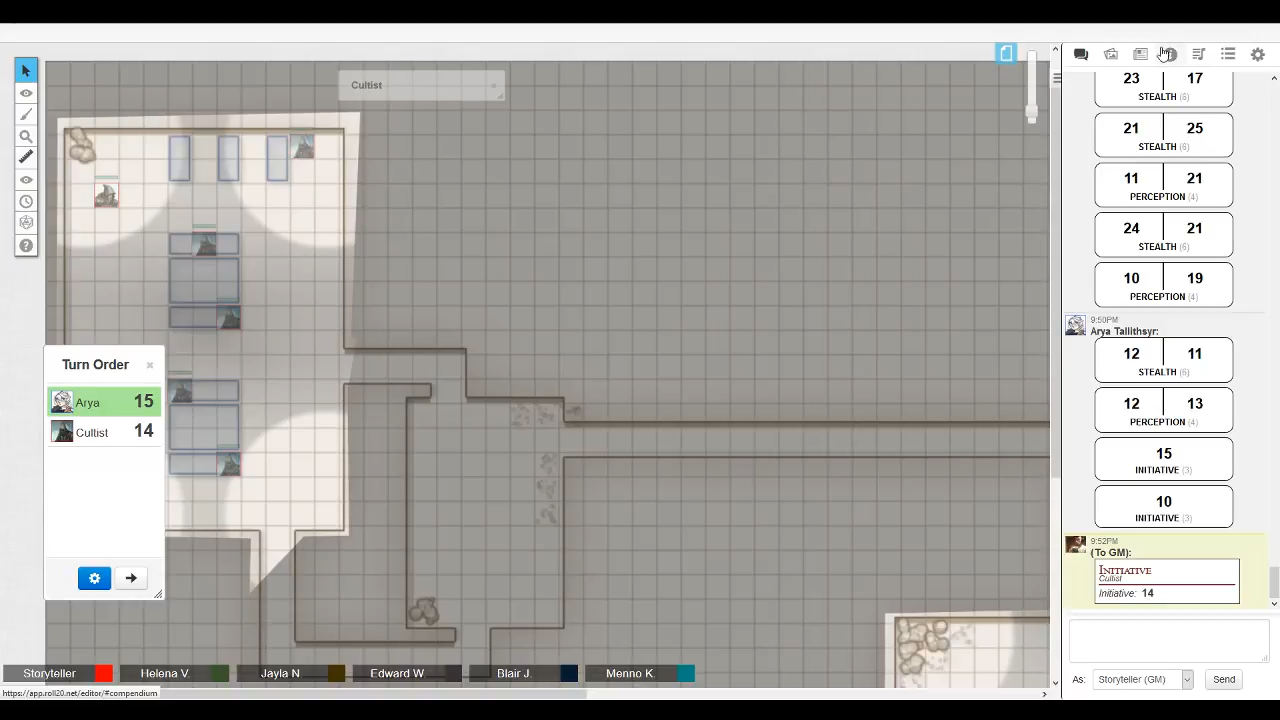 Cultist
Turn Order
Arya 15
Cultist 14
23 17
STEALTH (6)
21 25
STEALTH (6)
11 21
PERCEPTION (4)
24 21
STEALTH (6)
10 19
PERCEPTION (4)
9:50PM
Arya Tallithsyr:
12 11
STEALTH (6)
12 13
PERCEPTION (4)
15
INITIATIVE (3)
10
INITIATIVE (3)
9:52PM
(To GM):
INITIATIVE
Cultist
Initiative: 14
As: Storyteller (GM) Send
Storyteller Helena V. Jayla N Edward W Blair J. Menno K.
https://app.roll20.net/editor/#compendium